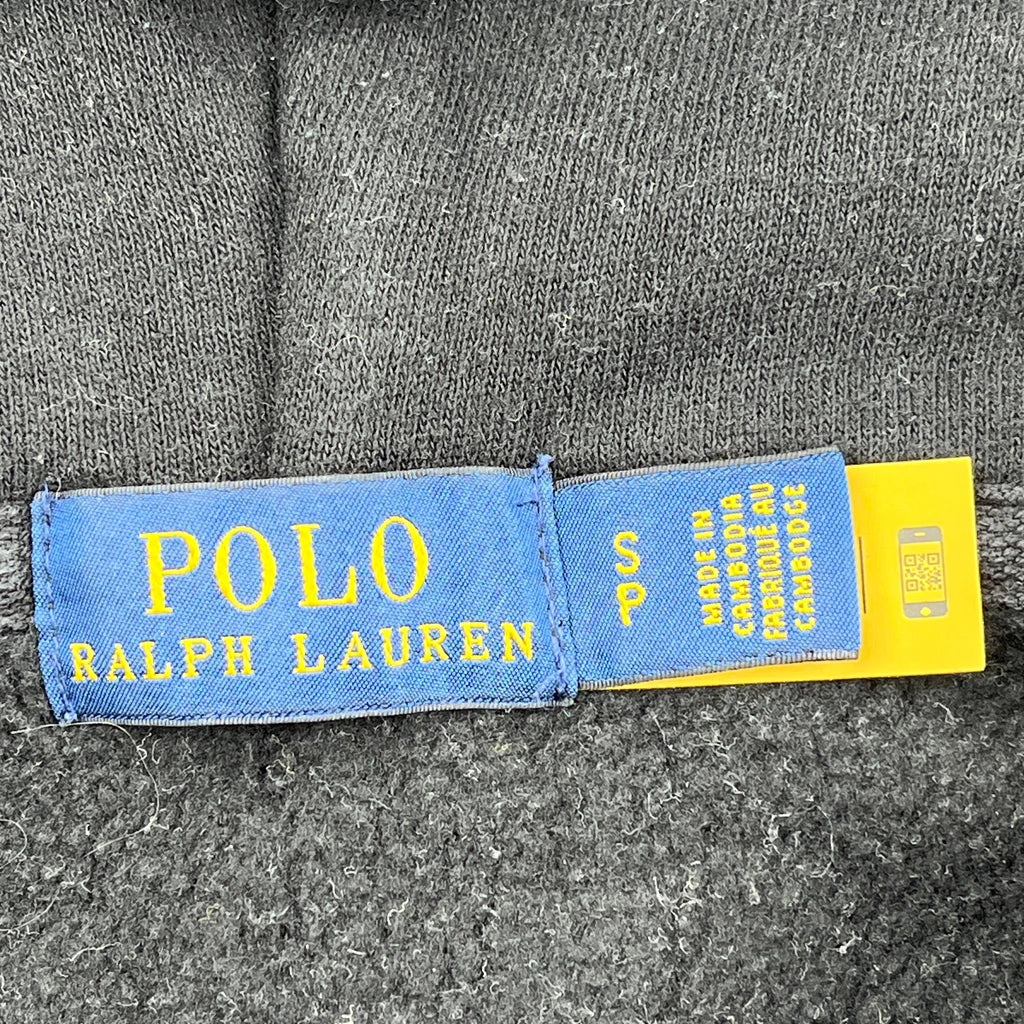 POLO
RALPH LAUREN
S
P
MADE IN
CAMBODIA
FABRIQUÉ AU
CAMBODGE